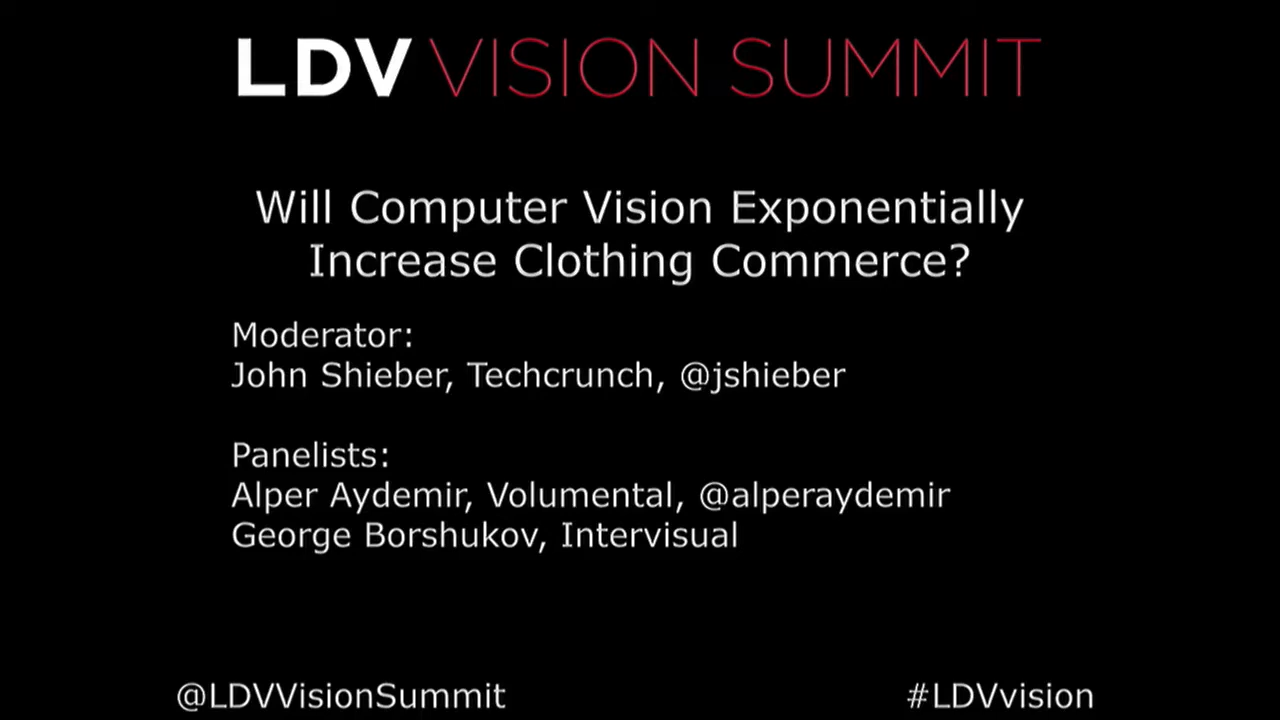 LDV VISION SUMMIT
Will Computer Vision Exponentially
Increase Clothing Commerce?
Moderator:
John Shieber, Techcrunch, @jshieber
Panelists:
Alper Aydemir, Volumental, @alperaydemir
George Borshukov, Intervisual
@LDVVisionSummit
#LDVvision